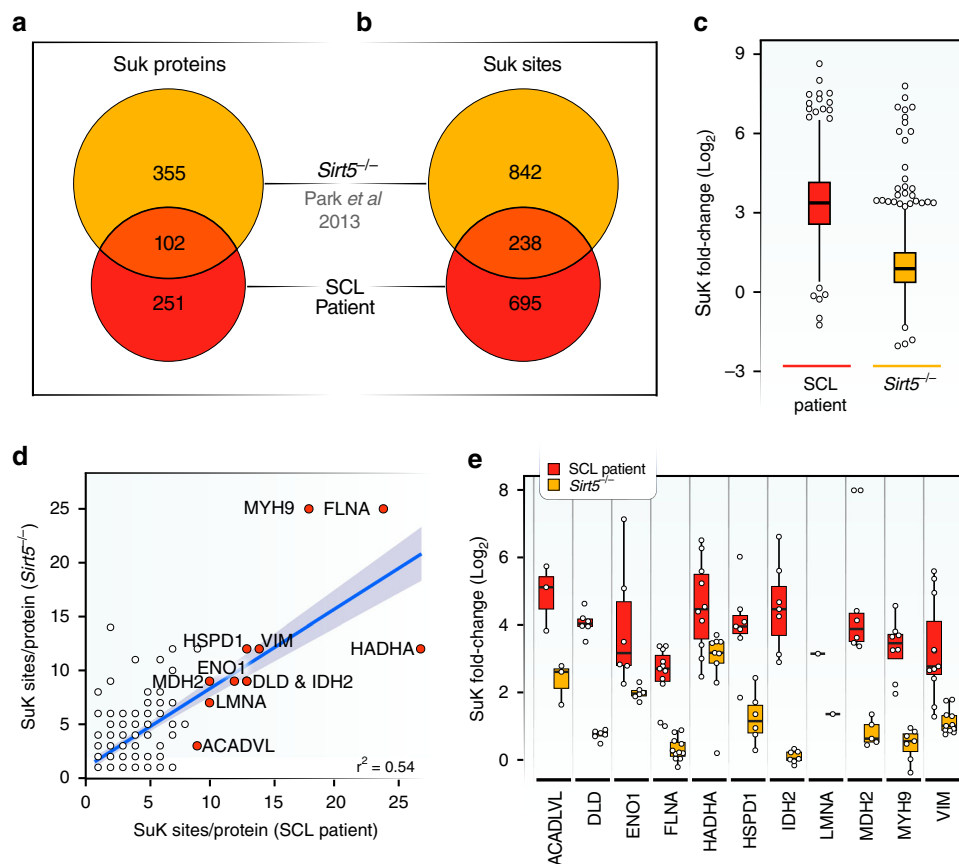 a
b
c
Suk proteins
Suk sites
355
842
Sirt5–/–
Park et al
2013
102
238
SCL
Patient
251
695
SuK fold-change (Log2)
9
6
3
0
–3
SCL
patient
Sirt5–/–
d
SuK sites/protein (Sirt5–/–)
25
20
15
10
5
0
MYH9
FLNA
HSPD1
VIM
HADHA
ENO1
MDH2
DLD & IDH2
LMNA
ACADVL
r2 = 0.54
0
5
10
15
20
25
SuK sites/protein (SCL patient)
e
SCL patient
Sirt5–/–
SuK fold-change (Log2)
8
6
4
2
0
ACADLVL
DLD
ENO1
FLNA
HADHA
HSPD1
IDH2
LMNA
MDH2
MYH9
VIM